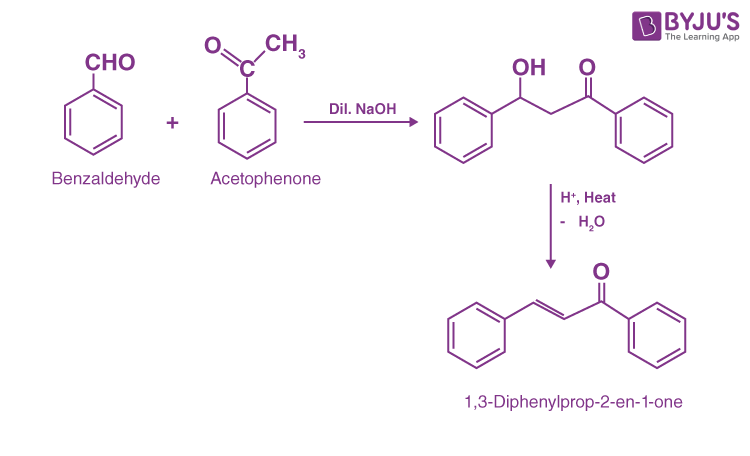 BYJU'S
The Learning App
CHO
O
CH₃
C
+
Dil. NaOH
OH
O
Benzaldehyde
Acetophenone
H⁺, Heat
- H₂O
O
1,3-Diphenylprop-2-en-1-one